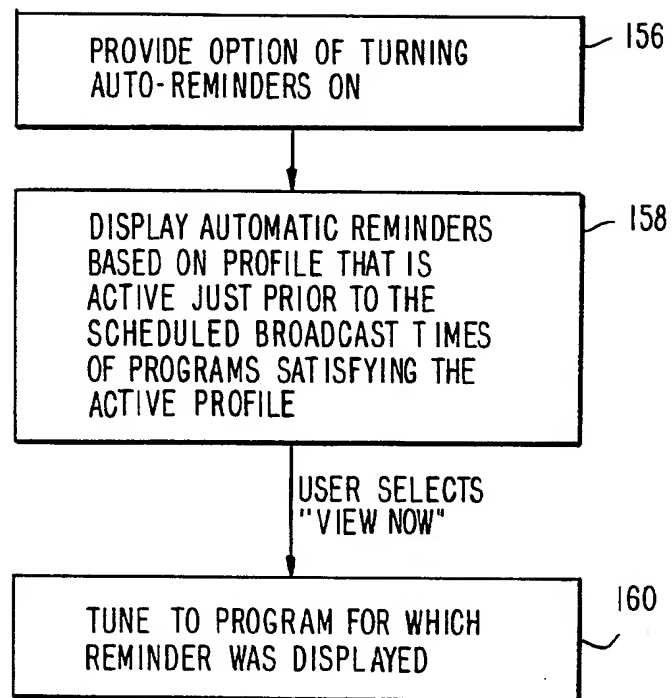 PROVIDE OPTION OF TURNING
AUTO-REMINDERS ON
156
DISPLAY AUTOMATIC REMINDERS
BASED ON PROFILE THAT IS
ACTIVE JUST PRIOR TO THE
SCHEDULED BROADCAST TIMES
OF PROGRAMS SATISFYING THE
ACTIVE PROFILE
158
USER SELECTS
"VIEW NOW"
TUNE TO PROGRAM FOR WHICH
REMINDER WAS DISPLAYED
160